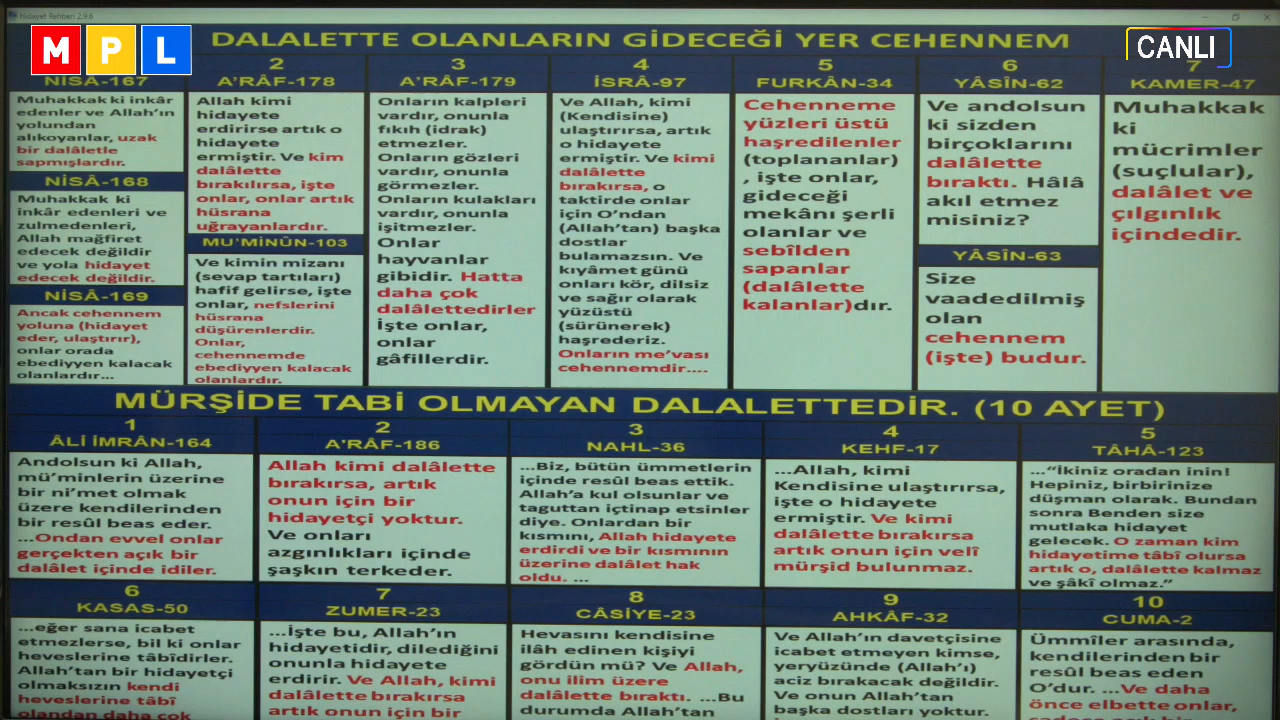 Hidayet Rehberi 2.9.6
M P L
CANLI
DALALETTE OLANLARIN GİDECEĞİ YER CEHENNEM
NİSÂ-167
Muhakkak ki inkâr
edenler ve Allah'ın
yolundan
alıkoyanlar, uzak
bir dalâletle
sapmışlardır.
NİSÂ-168
Muhakkak ki
inkâr edenleri ve
zulmedenleri,
Allah mağfiret
edecek değildir
ve yola hidayet
edecek değildir.
NİSÂ-169
Ancak cehennem
yoluna (hidayet
eder, ulaştırır),
onlar orada
ebediyyen kalacak
olanlardır...
2
A'RÂF-178
Allah kimi
hidayete
erdirirse artık o
hidayete
ermiştir. Ve kim
dalâlette
bırakılırsa, işte
onlar, onlar artık
hüsrana
uğrayanlardır.
MU'MİNÛN-103
Ve kimin mizanı
(sevap tartıları)
hafif gelirse, işte
onlar, nefslerini
hüsrana
düşürenlerdir.
Onlar,
cehennemde
ebediyyen kalacak
olanlardır.
3
A'RÂF-179
Onların kalpleri
vardır, onunla
fıkıh (idrak)
etmezler.
Onların gözleri
vardır, onunla
görmezler.
Onların kulakları
vardır, onunla
işitmezler.
Onlar
hayvanlar
gibidir. Hatta
daha çok
dalâlettedirler
İşte onlar,
onlar
gâfillerdir.
4
İSRÂ-97
Ve Allah, kimi
(Kendisine)
ulaştırırsa, artık
o hidayete
ermiştir. Ve kimi
dalâlette
bırakırsa, o
taktirde onlar
için O'ndan
(Allah'tan) başka
dostlar
bulamazsın. Ve
kıyâmet günü
onları kör, dilsiz
ve sağır olarak
yüzüstü
(sürünerek)
haşrederiz.
Onların me'vası
cehennemdir....
5
FURKÂN-34
Cehenneme
yüzleri üstü
haşredilenler
(toplananlar)
, işte onlar,
gideceği
mekânı şerli
olanlar ve
sebîlden
sapanlar
(dalâlette
kalanlar)dır.
6
YÂSÎN-62
Ve andolsun
ki sizden
birçoklarını
dalâlette
bıraktı. Hâlâ
akıl etmez
misiniz?
YÂSÎN-63
Size
vaadedilmiş
olan
cehennem
(işte) budur.
7
KAMER-47
Muhakkak
ki
mücrimler
(suçlular),
dalâlet ve
çılgınlık
içindedir.
MÜRŞİDE TABİ OLMAYAN DALALETTEDİR. (10 AYET)
1
ÂLİ İMRÂN-164
Andolsun ki Allah,
mü'minlerin üzerine
bir ni'met olmak
üzere kendilerinden
bir resûl beas eder.
...Ondan evvel onlar
gerçekten açık bir
dalâlet içinde idiler.
2
A'RÂF-186
Allah kimi dalâlette
bırakırsa, artık
onun için bir
hidayetçi yoktur.
Ve onları
azgınlıkları içinde
şaşkın terkeder.
3
NAHL-36
...Biz, bütün ümmetlerin
içinde resûl beas ettik.
Allah'a kul olsunlar ve
taguttan içtinap etsinler
diye. Onlardan bir
kısmını, Allah hidayete
erdirdi ve bir kısmının
üzerine dalâlet hak
oldu. ...
4
KEHF-17
...Allah, kimi
Kendisine ulaştırırsa,
işte o hidayete
ermiştir. Ve kimi
dalâlette bırakırsa
artık onun için velî
mürşid bulunmaz.
5
TÂHÂ-123
..."İkiniz oradan inin!
Hepiniz, birbirinize
düşman olarak. Bundan
sonra Benden size
mutlaka hidayet
gelecek. O zaman kim
hidayetime tâbî olursa
artık o, dalâlette kalmaz
ve şâkî olmaz."
6
KASAS-50
...eğer sana icabet
etmezlerse, bil ki onlar
heveslerine tâbîdirler.
Allah'tan bir hidayetçi
olmaksızın kendi
heveslerine tâbî
olandan daha çok
7
ZUMER-23
...İşte bu, Allah'ın
hidayetidir, dilediğini
onunla hidayete
erdirir. Ve Allah, kimi
dalâlette bırakırsa
artık onun için bir
8
CÂSİYE-23
Hevasını kendisine
ilâh edinen kişiyi
gördün mü? Ve Allah,
onu ilim üzere
dalâlette bıraktı. ...Bu
durumda Allah'tan
9
AHKÂF-32
Ve Allah'ın davetçisine
icabet etmeyen kimse,
yeryüzünde (Allah'ı)
aciz bırakacak değildir.
Ve onun Allah'tan
başka dostları yoktur.
10
CUMA-2
Ümmîler arasında,
kendilerinden bir
resûl beas eden
O'dur. ...Ve daha
önce elbette onlar,